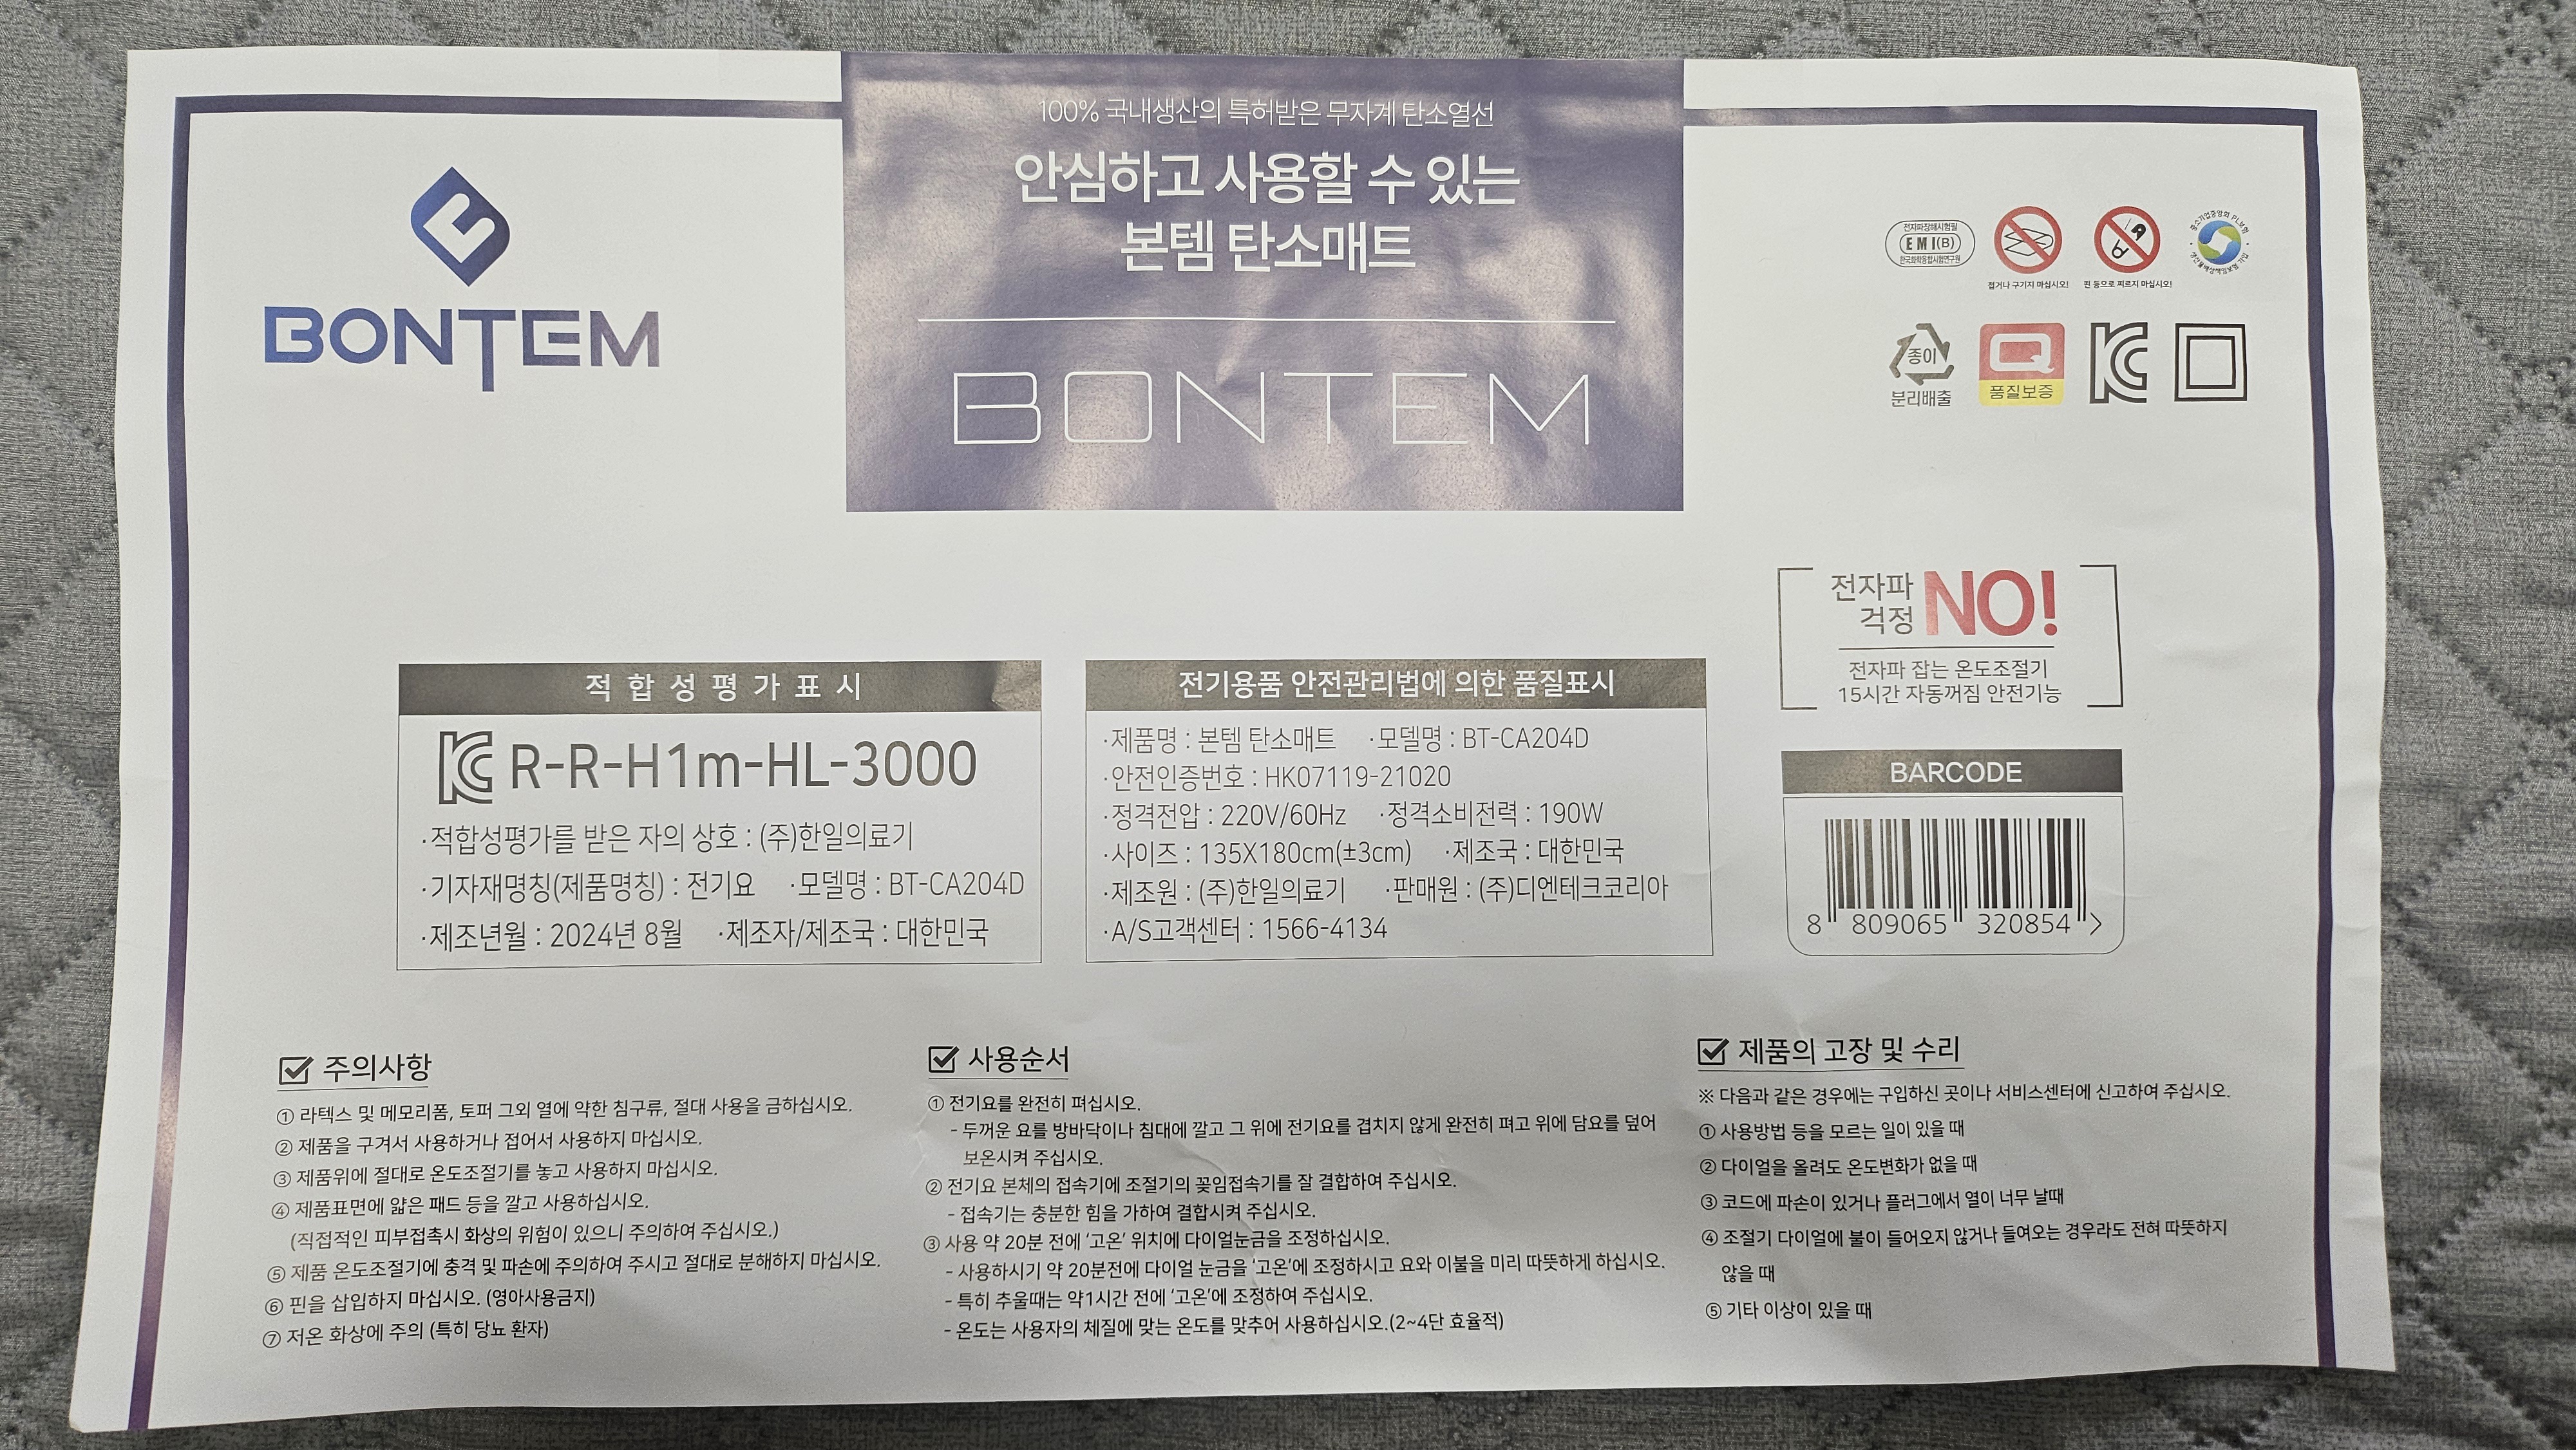 100% 국내생산의 특허받은 무자계 탄소열선
안심하고 사용할 수 있는
본템 탄소매트
BONTEM
BONTEM
전자파장해시험필
EMI(B)
한국화학융합시험연구원
접거나 구기지 마십시오!
핀 등으로 찌르지 마십시오!
중소기업중앙회 PL보험
생산물배상책임보험 가입
종이
분리배출
품질보증
전자파
걱정
NO!
전자파 잡는 온도조절기
15시간 자동꺼짐 안전기능
적합성평가표시
R-R-H1m-HL-3000
·적합성평가를 받은 자의 상호 : (주)한일의료기
·기자재명칭(제품명칭) : 전기요 ·모델명 : BT-CA204D
·제조년월 : 2024년 8월 ·제조자/제조국 : 대한민국
전기용품 안전관리법에 의한 품질표시
·제품명 : 본템 탄소매트 ·모델명 : BT-CA204D
·안전인증번호 : HK07119-21020
·정격전압 : 220V/60Hz ·정격소비전력 : 190W
·사이즈 : 135X180cm(±3cm) ·제조국 : 대한민국
·제조원 : (주)한일의료기 ·판매원 : (주)디엔테크코리아
·A/S고객센터 : 1566-4134
BARCODE
8 809065 320854 >
주의사항
① 라텍스 및 메모리폼, 토퍼 그외 열에 약한 침구류, 절대 사용을 금하십시오.
② 제품을 구겨서 사용하거나 접어서 사용하지 마십시오.
③ 제품위에 절대로 온도조절기를 놓고 사용하지 마십시오.
④ 제품표면에 얇은 패드 등을 깔고 사용하십시오.
(직접적인 피부접촉시 화상의 위험이 있으니 주의하여 주십시오.)
⑤ 제품 온도조절기에 충격 및 파손에 주의하여 주시고 절대로 분해하지 마십시오.
⑥ 핀을 삽입하지 마십시오. (영아사용금지)
⑦ 저온 화상에 주의 (특히 당뇨 환자)
사용순서
① 전기요를 완전히 펴십시오.
- 두꺼운 요를 방바닥이나 침대에 깔고 그 위에 전기요를 겹치지 않게 완전히 펴고 위에 담요를 덮어
보온시켜 주십시오.
② 전기요 본체의 접속기에 조절기의 꽂임접속기를 잘 결합하여 주십시오.
- 접속기는 충분한 힘을 가하여 결합시켜 주십시오.
③ 사용 약 20분 전에 '고온' 위치에 다이얼눈금을 조정하십시오.
- 사용하시기 약 20분전에 다이얼 눈금을 '고온'에 조정하시고 요와 이불을 미리 따뜻하게 하십시오.
- 특히 추울때는 약1시간 전에 '고온'에 조정하여 주십시오.
- 온도는 사용자의 체질에 맞는 온도를 맞추어 사용하십시오.(2~4단 효율적)
제품의 고장 및 수리
※ 다음과 같은 경우에는 구입하신 곳이나 서비스센터에 신고하여 주십시오.
① 사용방법 등을 모르는 일이 있을 때
② 다이얼을 올려도 온도변화가 없을 때
③ 코드에 파손이 있거나 플러그에서 열이 너무 날때
④ 조절기 다이얼에 불이 들어오지 않거나 들여오는 경우라도 전혀 따뜻하지
않을 때
⑤ 기타 이상이 있을 때